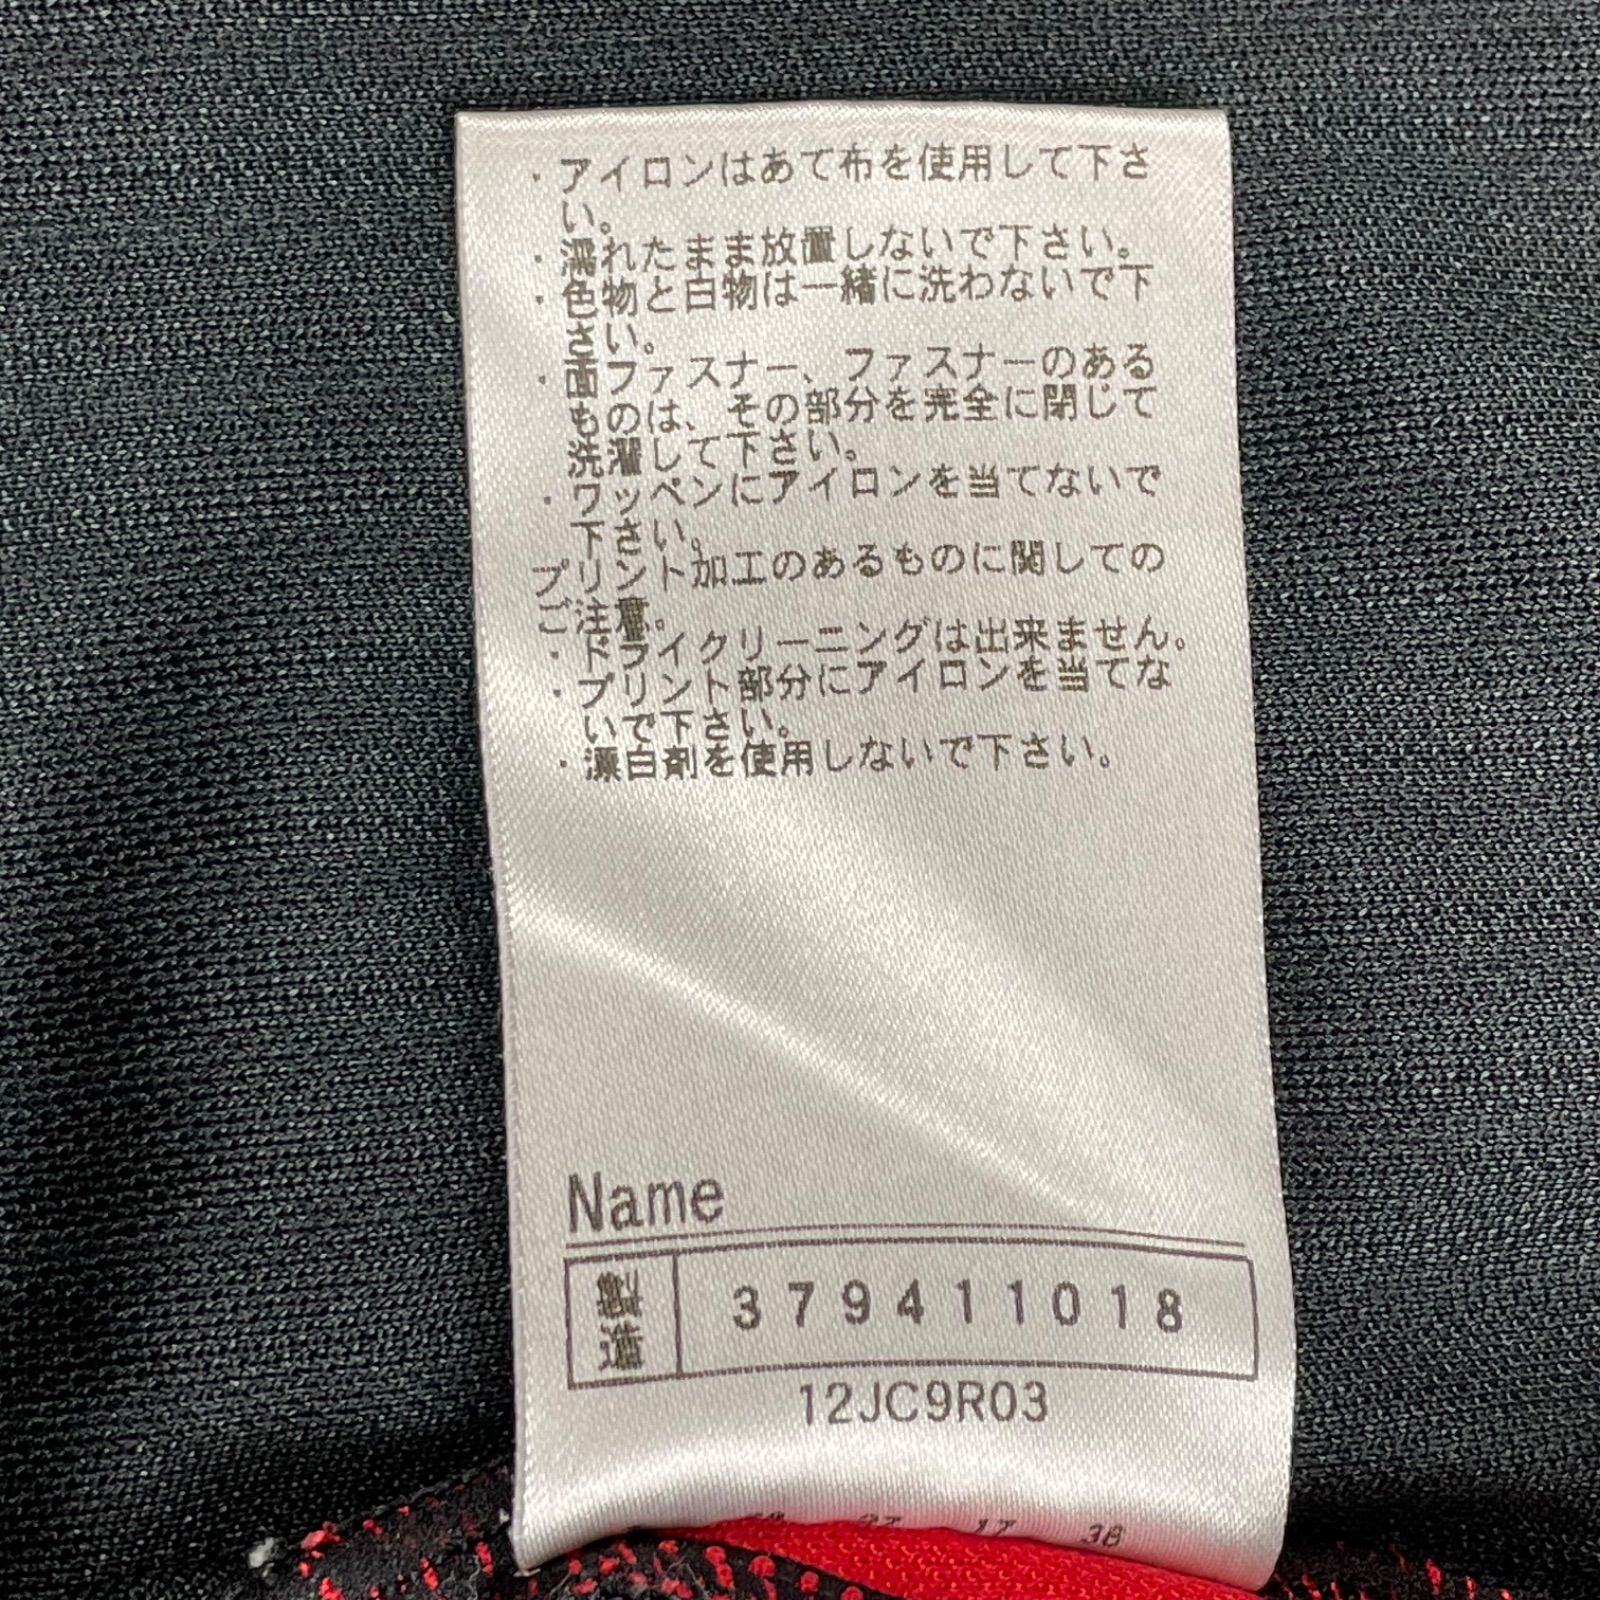 ・アイロンはあて布を使用して下さ
い。
・濡れたまま放置しないで下さい。
・色物と白物は一緒に洗わないで下
さい。
・面ファスナー、ファスナーのある
ものは、その部分を完全に閉じて
洗濯して下さい。
・ワッペンにアイロンを当てないで
下さい。
プリント加工のあるものに関しての
ご注意。
・ドライクリーニングは出来ません。
・プリント部分にアイロンを当てな
いで下さい。
・漂白剤を使用しないで下さい。
Name
製造 379411018
12JC9R03
17 38